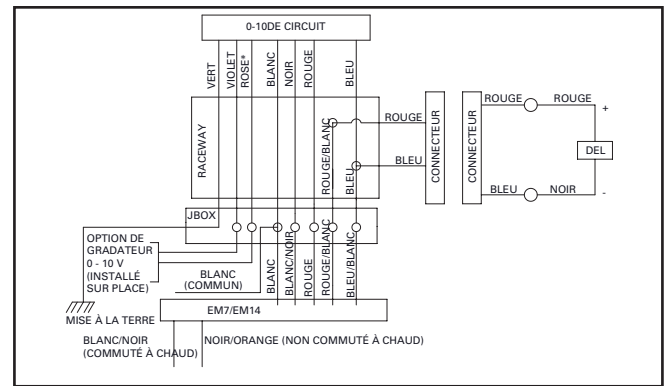 0-10DE CIRCUIT
VERT
VIOLET
ROSE*
BLANC
NOIR
ROUGE
BLEU
RACEWAY
ROUGE/BLANC
BLEU
ROUGE
BLEU
CONNECTEUR
CONNECTEUR
ROUGE
ROUGE
+
DEL
BLEU
NOIR
-
JBOX
OPTION DE
GRADATEUR
0 - 10 V
(INSTALLÉ
SUR PLACE)
BLANC
(COMMUN)
BLANC
BLANC/NOIR
ROUGE
ROUGE/BLANC
BLEU/BLANC
MISE À LA TERRE
EM7/EM14
BLANC/NOIR
(COMMUTÉ À CHAUD)
NOIR/ORANGE (NON COMMUTÉ À CHAUD)